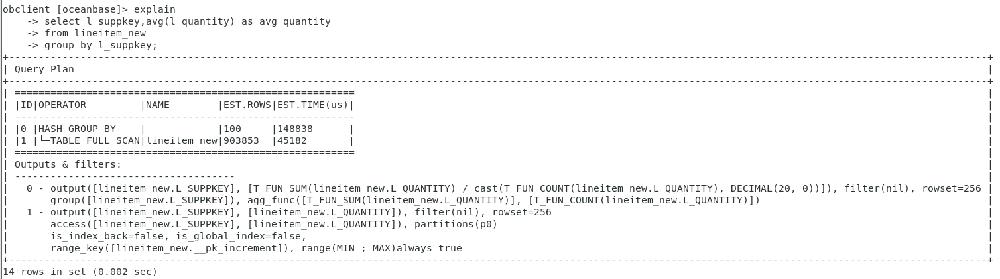 obclient [oceanbase]> explain
    -> select l_suppkey,avg(l_quantity) as avg_quantity
    -> from lineitem_new
    -> group by l_suppkey;
+--------------------------------------------------------------------------------------------------------------------------------------------------------------------+
| Query Plan                                                                                                                                                         |
+--------------------------------------------------------------------------------------------------------------------------------------------------------------------+
| =========================================================                                                                                                          |
| |ID|OPERATOR         |NAME        |EST.ROWS|EST.TIME(us)|                                                                                                          |
| ---------------------------------------------------------                                                                                                          |
| |0 |HASH GROUP BY    |            |100     |148838      |                                                                                                          |
| |1 |└─TABLE FULL SCAN|lineitem_new|903853  |45182       |                                                                                                          |
| =========================================================                                                                                                          |
| Outputs & filters:                                                                                                                                                 |
| -------------------------------------                                                                                                                              |
|   0 - output([lineitem_new.L_SUPPKEY], [T_FUN_SUM(lineitem_new.L_QUANTITY) / cast(T_FUN_COUNT(lineitem_new.L_QUANTITY), DECIMAL(20, 0))]), filter(nil), rowset=256 |
|       group([lineitem_new.L_SUPPKEY]), agg_func([T_FUN_SUM(lineitem_new.L_QUANTITY)], [T_FUN_COUNT(lineitem_new.L_QUANTITY)])                                      |
|   1 - output([lineitem_new.L_SUPPKEY], [lineitem_new.L_QUANTITY]), filter(nil), rowset=256                                                                         |
|       access([lineitem_new.L_SUPPKEY], [lineitem_new.L_QUANTITY]), partitions(p0)                                                                                  |
|       is_index_back=false, is_global_index=false,                                                                                                                  |
|       range_key([lineitem_new.__pk_increment]), range(MIN ; MAX)always true                                                                                        |
+--------------------------------------------------------------------------------------------------------------------------------------------------------------------+
14 rows in set (0.002 sec)